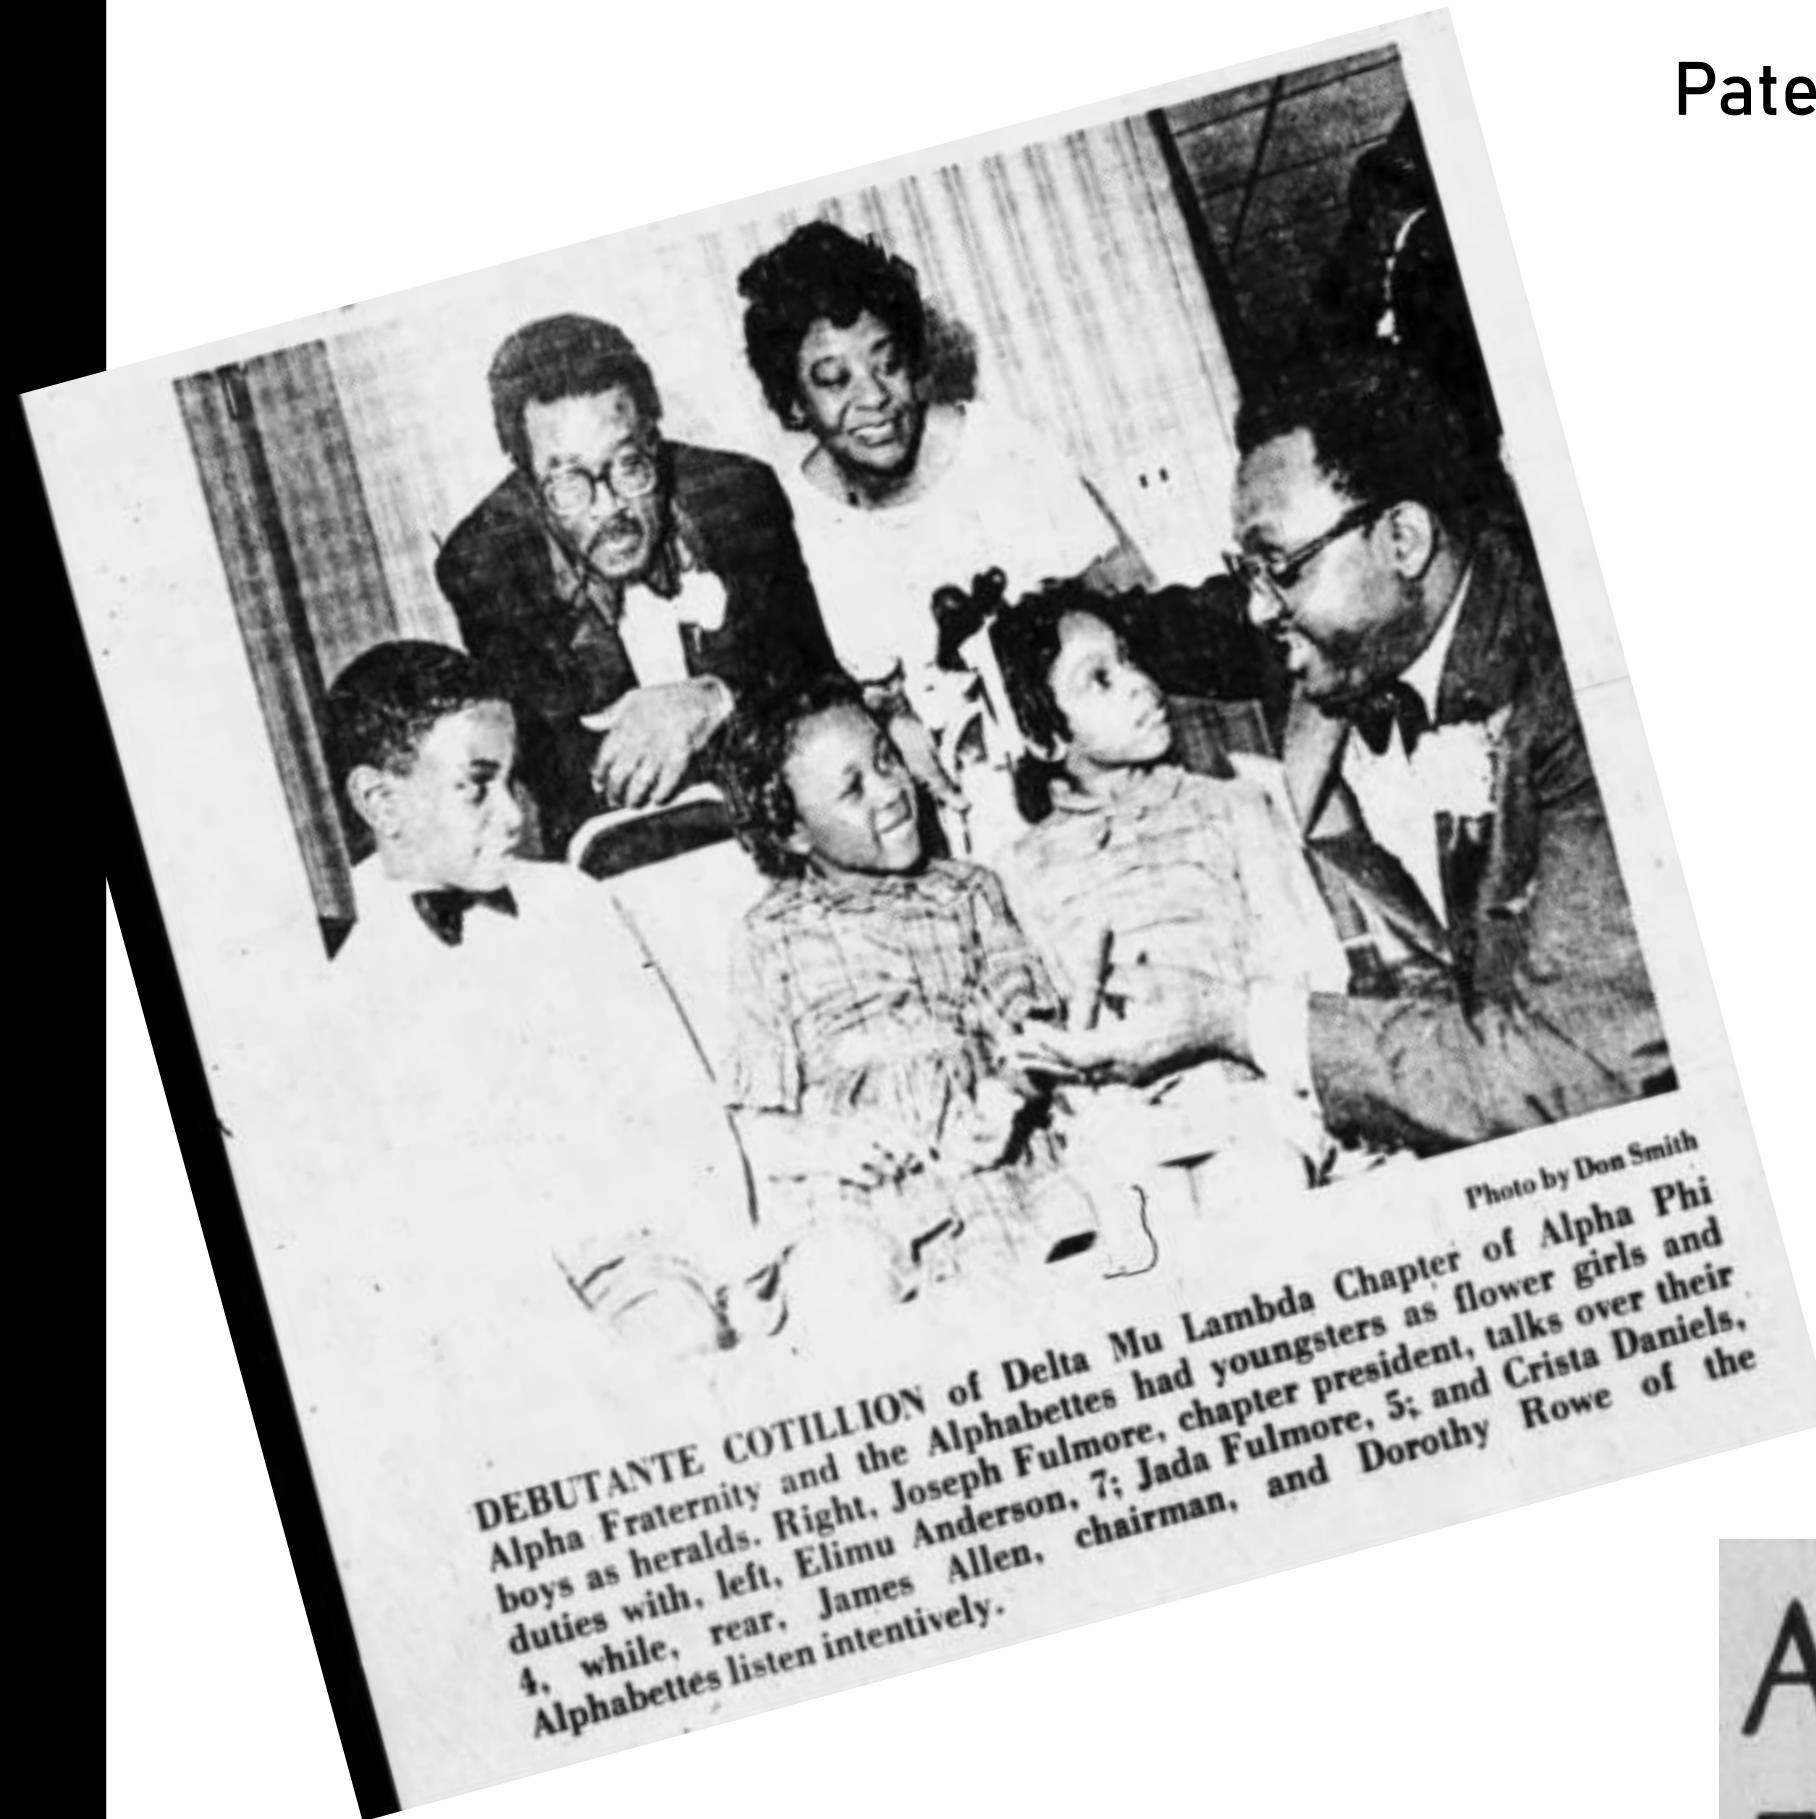 Pate
Photo by Don Smith
DEBUTANTE COTILLION of Delta Mu Lambda Chapter of Alpha Phi
Alpha Fraternity and the Alphabettes had youngsters as flower girls and
boys as heralds. Right, Joseph Fulmore, chapter president, talks over their
duties with, left, Elimu Anderson, 7; Jada Fulmore, 5; and Crista Daniels,
4, while, rear, James Allen, chairman, and Dorothy Rowe of the
Alphabettes listen intentively.
A